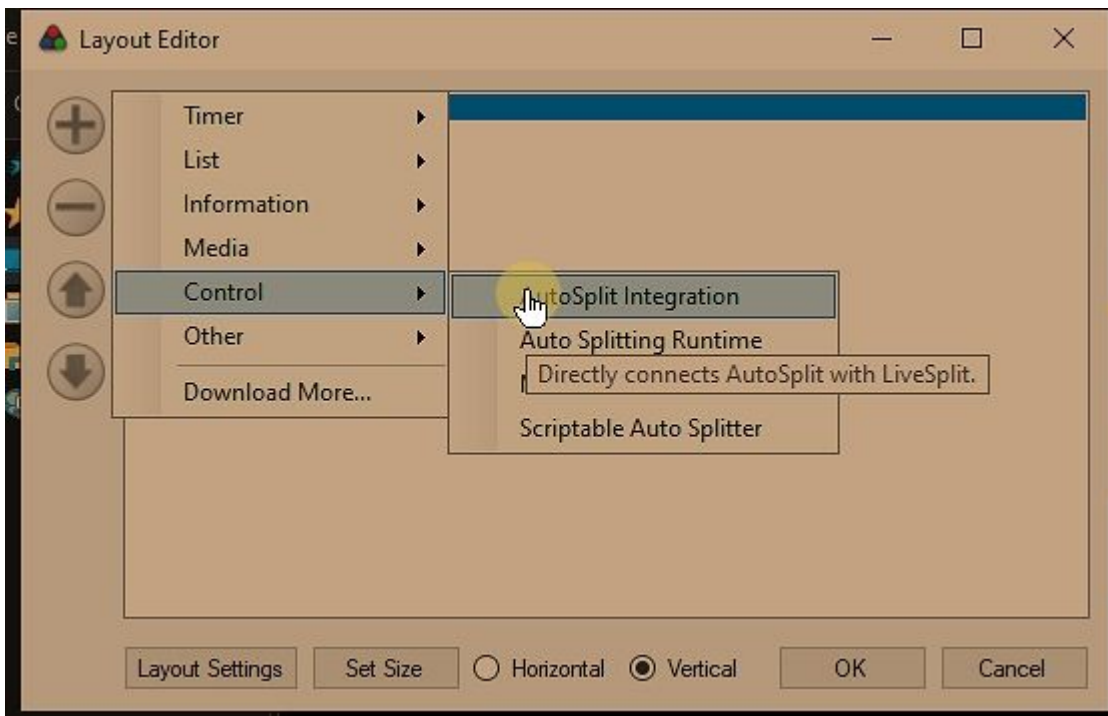 Layout Editor
Timer
List
Information
Media
Control
Other
Download More...
AutoSplit Integration
Auto Splitting Runtime
Directly connects AutoSplit with LiveSplit.
Scriptable Auto Splitter
Layout Settings
Set Size
Horizontal
Vertical
OK
Cancel